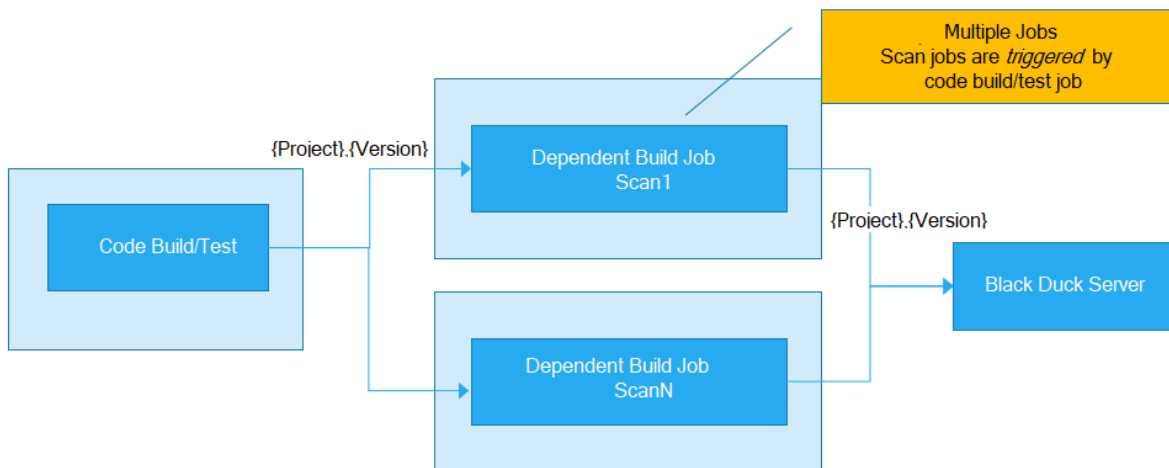 Multiple Jobs
Scan jobs are triggered by
code build/test job
{Project},{Version}
Dependent Build Job
Scan1
Code Build/Test
{Project},{Version}
Black Duck Server
Dependent Build Job
ScanN